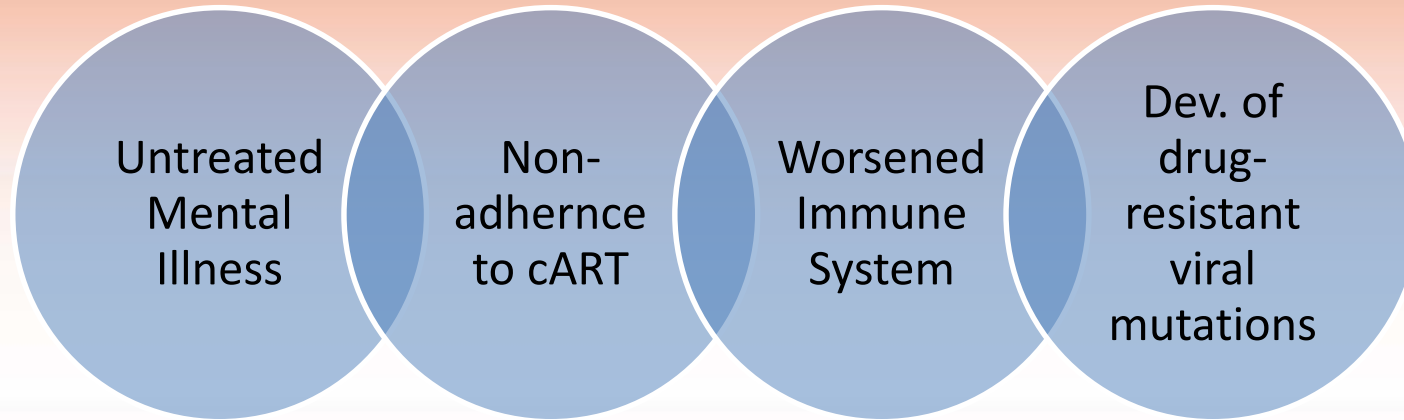 Untreated
Mental
Illness
Non-
adhernce
to cART
Worsened
Immune
System
Dev. of
drug-
resistant
viral
mutations